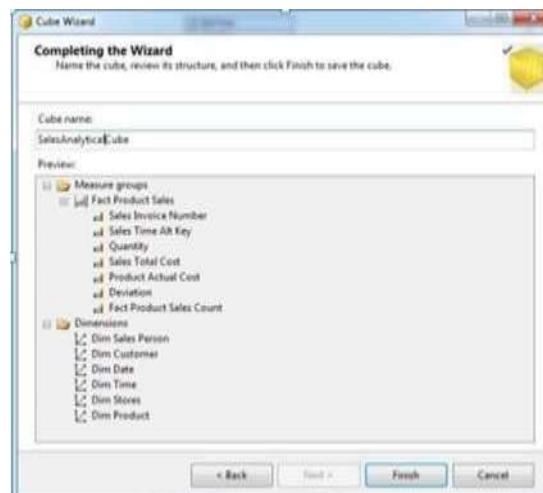 Cube Wizard
Completing the Wizard
Name the cube, review its structure, and then click Finish to save the cube.
Cube name:
SalesAnalyticalCube
Preview:
Measure groups
Fact Product Sales
Sales Invoice Number
Sales Time Alt Key
Quantity
Sales Total Cost
Product Actual Cost
Deviation
Fact Product Sales Count
Dimensions
Dim Sales Person
Dim Customer
Dim Date
Dim Time
Dim Stores
Dim Product
< Back Next > Finish Cancel